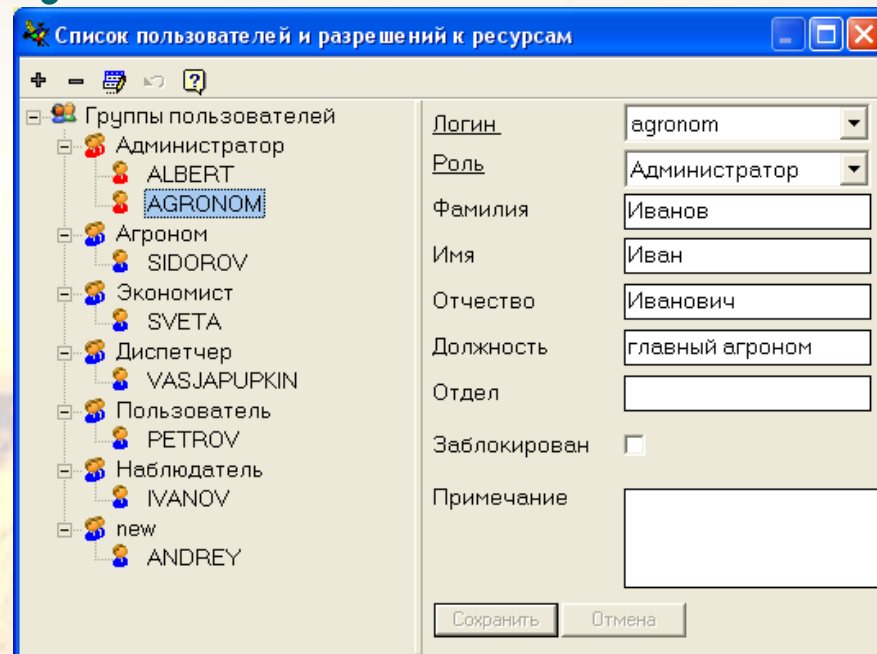 Список пользователей и разрешений к ресурсам
Группы пользователей
Администратор
ALBERT
AGRONOM
Агроном
SIDOROV
Экономист
SVETA
Диспетчер
VASJAPUPKIN
Пользователь
PETROV
Наблюдатель
IVANOV
new
ANDREY
Логин agronom
Роль Администратор
Фамилия Иванов
Имя Иван
Отчество Иванович
Должность главный агроном
Отдел
Заблокирован
Примечание
Сохранить Отмена